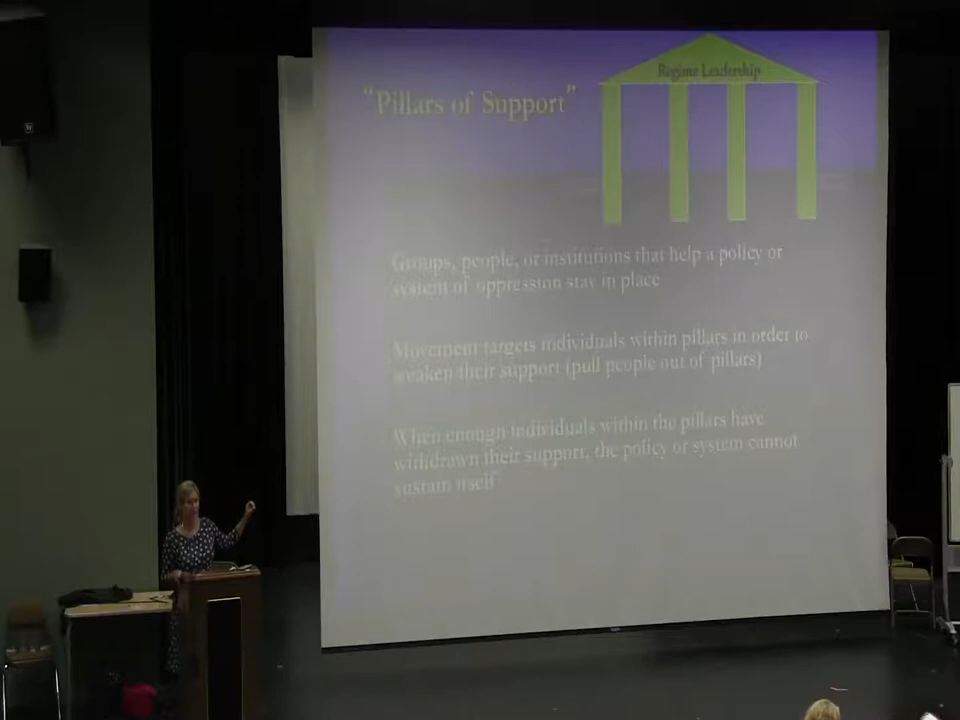 Regime Leadership
"Pillars of Support"
Groups, people, or institutions that help a policy or
system of oppression stay in place
Movement targets individuals within pillars in order to
weaken their support (pull people out of pillars)
When enough individuals within the pillars have
withdrawn their support, the policy or system cannot
sustain itself